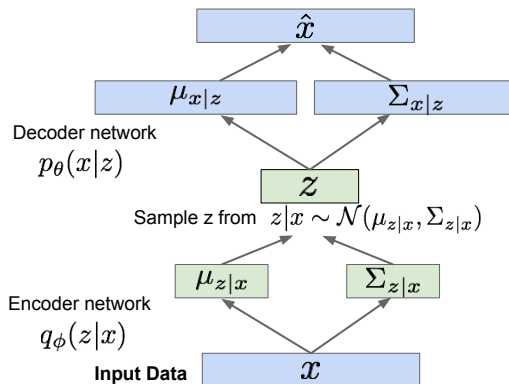 x̂
μ_{x|z} Σ_{x|z}
Decoder network
p_θ(x|z)
z
Sample z from z|x ∼ 𝒩(μ_{z|x}, Σ_{z|x})
μ_{z|x} Σ_{z|x}
Encoder network
q_ϕ(z|x)
Input Data x